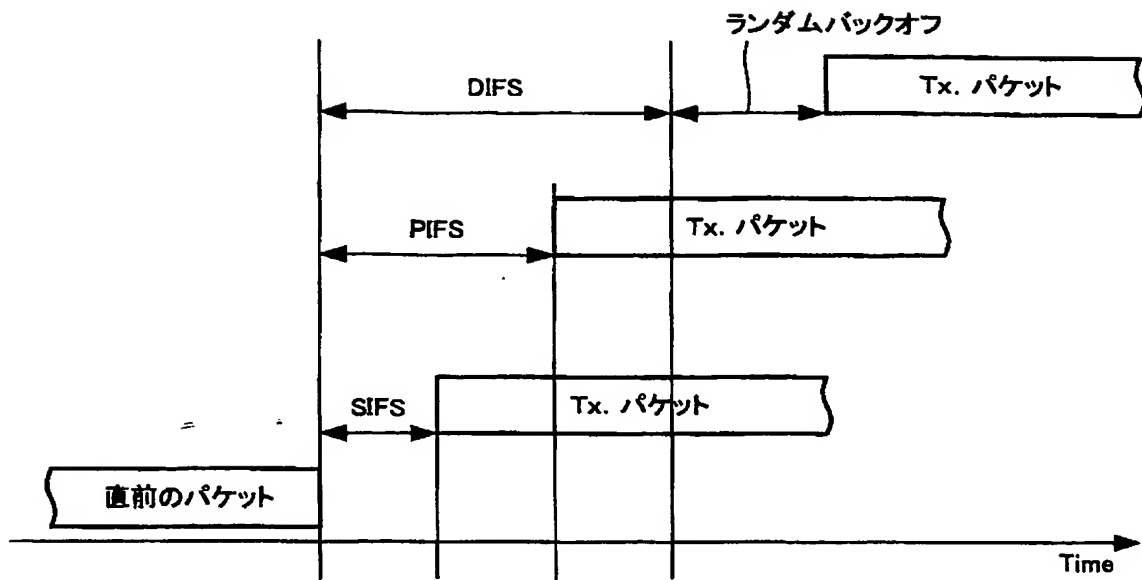 ランダムバックオフ
DIFS
Tx. パケット
PIFS
Tx. パケット
SIFS
Tx. パケット
直前のパケット
Time